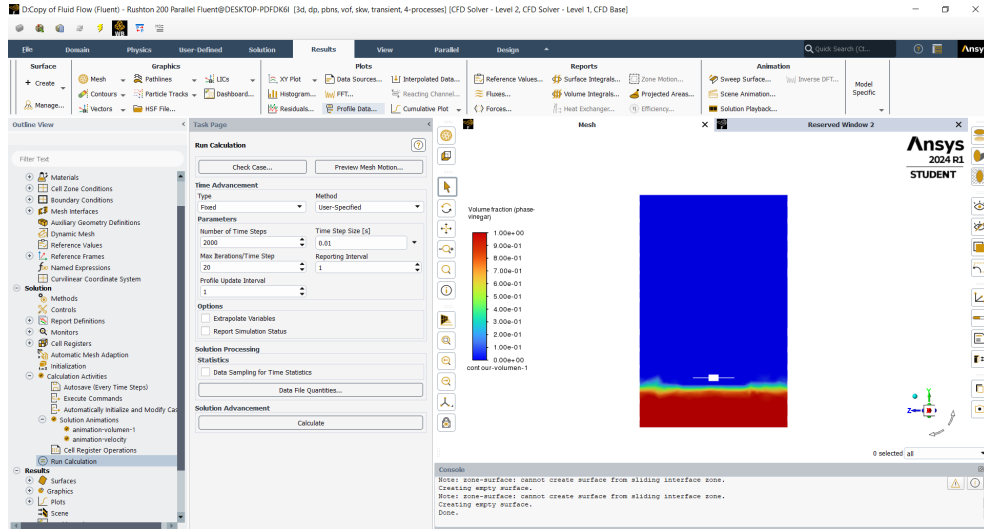 D:Copy of Fluid Flow (Fluent) - Rushton 200 Parallel Fluent@DESKTOP-PDFDK6I [3d, dp, pbns, vof, skw, transient, 4-processes] [CFD Solver - Level 2, CFD Solver - Level 1, CFD Base]
WB
File Domain Physics User-Defined Solution Results View Parallel Design
Quick Search (Ct...
Ansys
Surface Graphics Plots Reports Animation
+ Create
Manage...
Mesh Pathlines LICs
Contours Particle Tracks Dashboard...
Vectors HSF File...
XY Plot Data Sources... Interpolated Data...
Histogram... FFT... Reacting Channel...
Residuals... Profile Data... Cumulative Plot
Reference Values... Surface Integrals... Zone Motion...
Fluxes... Volume Integrals... Projected Areas...
Forces... Heat Exchanger... Efficiency...
Sweep Surface... Inverse DFT...
Scene Animation...
Solution Playback...
Model
Specific
Outline View
Filter Text
Materials
Cell Zone Conditions
Boundary Conditions
Mesh Interfaces
Auxiliary Geometry Definitions
Dynamic Mesh
Reference Values
Reference Frames
Named Expressions
Curvilinear Coordinate System
Solution
Methods
Controls
Report Definitions
Monitors
Cell Registers
Automatic Mesh Adaption
Initialization
Calculation Activities
Autosave (Every Time Steps)
Execute Commands
Automatically Initialize and Modify Cas
Solution Animations
animation-volumen-1
animation-velocity
Cell Register Operations
Run Calculation
Results
Surfaces
Graphics
Plots
Scene
Task Page
Run Calculation
Check Case... Preview Mesh Motion...
Time Advancement
Type Method
Fixed User-Specified
Parameters
Number of Time Steps Time Step Size [s]
2000 0.01
Max Iterations/Time Step Reporting Interval
20 1
Profile Update Interval
1
Options
Extrapolate Variables
Report Simulation Status
Solution Processing
Statistics
Data Sampling for Time Statistics
Data File Quantities...
Solution Advancement
Calculate
Mesh
Reserved Window 2
Ansys
2024 R1
STUDENT
Volume fraction (phase-
vinegar)
1.00e+00
9.00e-01
8.00e-01
7.00e-01
6.00e-01
5.00e-01
4.00e-01
3.00e-01
2.00e-01
1.00e-01
0.00e+00
contour-volumen-1
Y
Z
0 selected all
Console
Note: zone-surface: cannot create surface from sliding interface zone.
Creating empty surface.
Note: zone-surface: cannot create surface from sliding interface zone.
Creating empty surface.
Done.